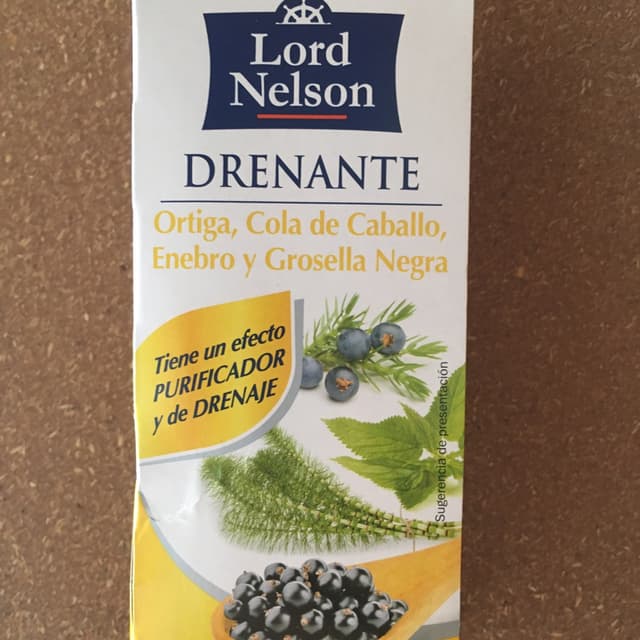 Lord
Nelson
DRENANTE
Ortiga, Cola de Caballo,
Enebro y Grosella Negra
Tiene un efecto
PURIFICADOR
y de DRENAJE
Sugerencia de presentación